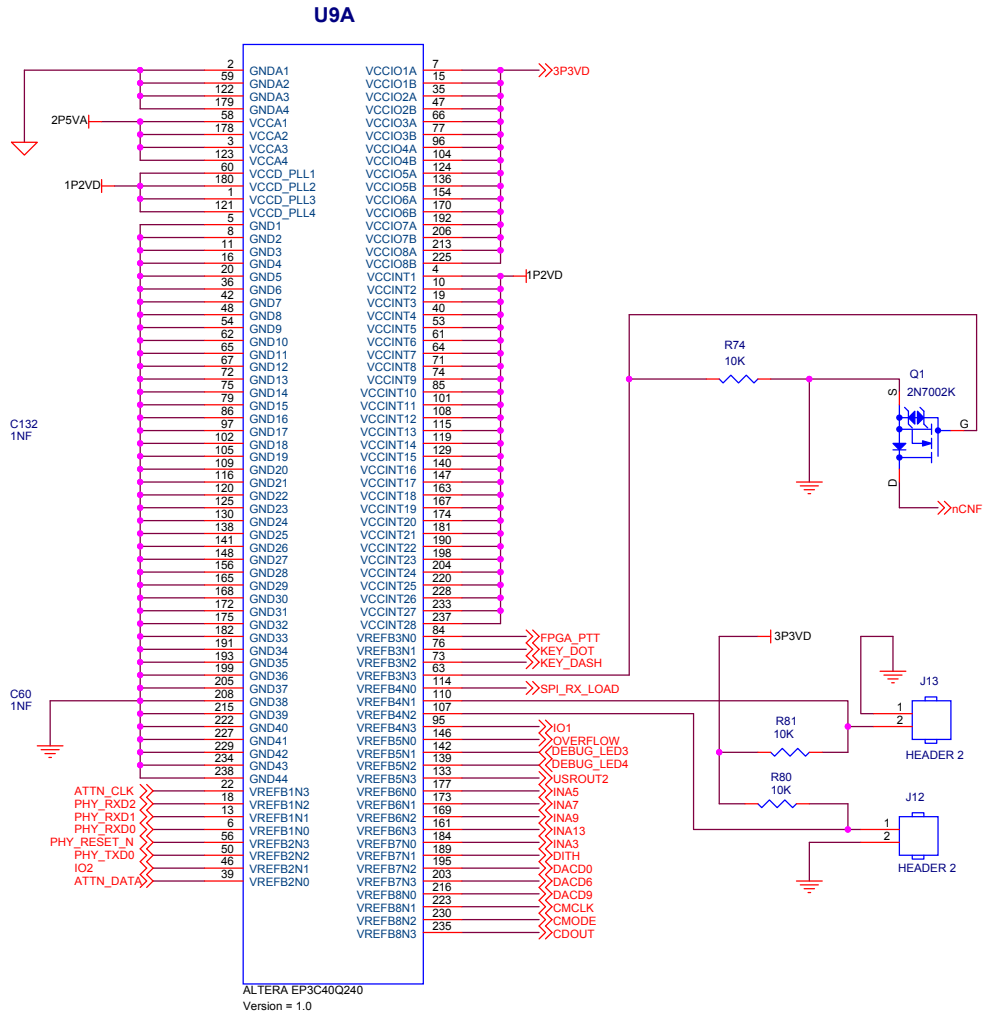 U9A
2 GNDA1 VCCIO1A 7 3P3VD
59 GNDA2 VCCIO1B 15
122 GNDA3 VCCIO2A 35
179 GNDA4 VCCIO2B 47
2P5VA 58 VCCA1 VCCIO3A 66
178 VCCA2 VCCIO3B 77
3 VCCA3 VCCIO4A 96
123 VCCA4 VCCIO4B 104
60 VCCD_PLL1 VCCIO5A 124
1P2VD 180 VCCD_PLL2 VCCIO5B 136
1 VCCD_PLL3 VCCIO6A 154
121 VCCD_PLL4 VCCIO6B 170
5 GND1 VCCIO7A 192
8 GND2 VCCIO7B 206
11 GND3 VCCIO8A 213
16 GND4 VCCIO8B 225
20 GND5 VCCINT1 4 1P2VD
36 GND6 VCCINT2 10
42 GND7 VCCINT3 19
48 GND8 VCCINT4 40
54 GND9 VCCINT5 53
62 GND10 VCCINT6 61
65 GND11 VCCINT7 64
67 GND12 VCCINT8 71
72 GND13 VCCINT9 74
75 GND14 VCCINT10 85
79 GND15 VCCINT11 101
86 GND16 VCCINT12 108
97 GND17 VCCINT13 115
102 GND18 VCCINT14 119
105 GND19 VCCINT15 129
109 GND20 VCCINT16 140
116 GND21 VCCINT17 147
120 GND22 VCCINT18 163
125 GND23 VCCINT19 167
130 GND24 VCCINT20 174
138 GND25 VCCINT21 181
141 GND26 VCCINT22 190
148 GND27 VCCINT23 198
156 GND28 VCCINT24 204
165 GND29 VCCINT25 220
168 GND30 VCCINT26 228
172 GND31 VCCINT27 233
175 GND32 VCCINT28 237
182 GND33 VREFB3N0 84 FPGA_PTT
191 GND34 VREFB3N1 76 KEY_DOT
193 GND35 VREFB3N2 73 KEY_DASH
199 GND36 VREFB3N3 63
205 GND37 VREFB4N0 114 SPI_RX_LOAD
208 GND38 VREFB4N1 110
215 GND39 VREFB4N2 107
222 GND40 VREFB4N3 95 IO1
227 GND41 VREFB5N0 146 OVERFLOW
229 GND42 VREFB5N1 142 DEBUG_LED3
234 GND43 VREFB5N2 139 DEBUG_LED4
238 GND44 VREFB5N3 133 USROUT2
ATTN_CLK 22 VREFB1N3 VREFB6N0 177 INA5
PHY_RXD2 18 VREFB1N2 VREFB6N1 173 INA7
PHY_RXD1 13 VREFB1N1 VREFB6N2 169 INA9
PHY_RXD0 6 VREFB1N0 VREFB6N3 161 INA13
PHY_RESET_N 56 VREFB2N3 VREFB7N0 184 INA3
PHY_TXD0 50 VREFB2N2 VREFB7N1 189 DITH
IO2 46 VREFB2N1 VREFB7N2 195 DACD0
ATTN_DATA 39 VREFB2N0 VREFB7N3 203 DACD6
VREFB8N0 216 DACD9
VREFB8N1 223 CMCLK
VREFB8N2 230 CMODE
VREFB8N3 235 CDOUT
ALTERA EP3C40Q240
Version = 1.0
C132
1NF
C60
1NF
R74
10K
Q1
2N7002K
S
G
D
nCNF
3P3VD
J13
1
2
HEADER 2
R81
10K
R80
10K
J12
1
2
HEADER 2